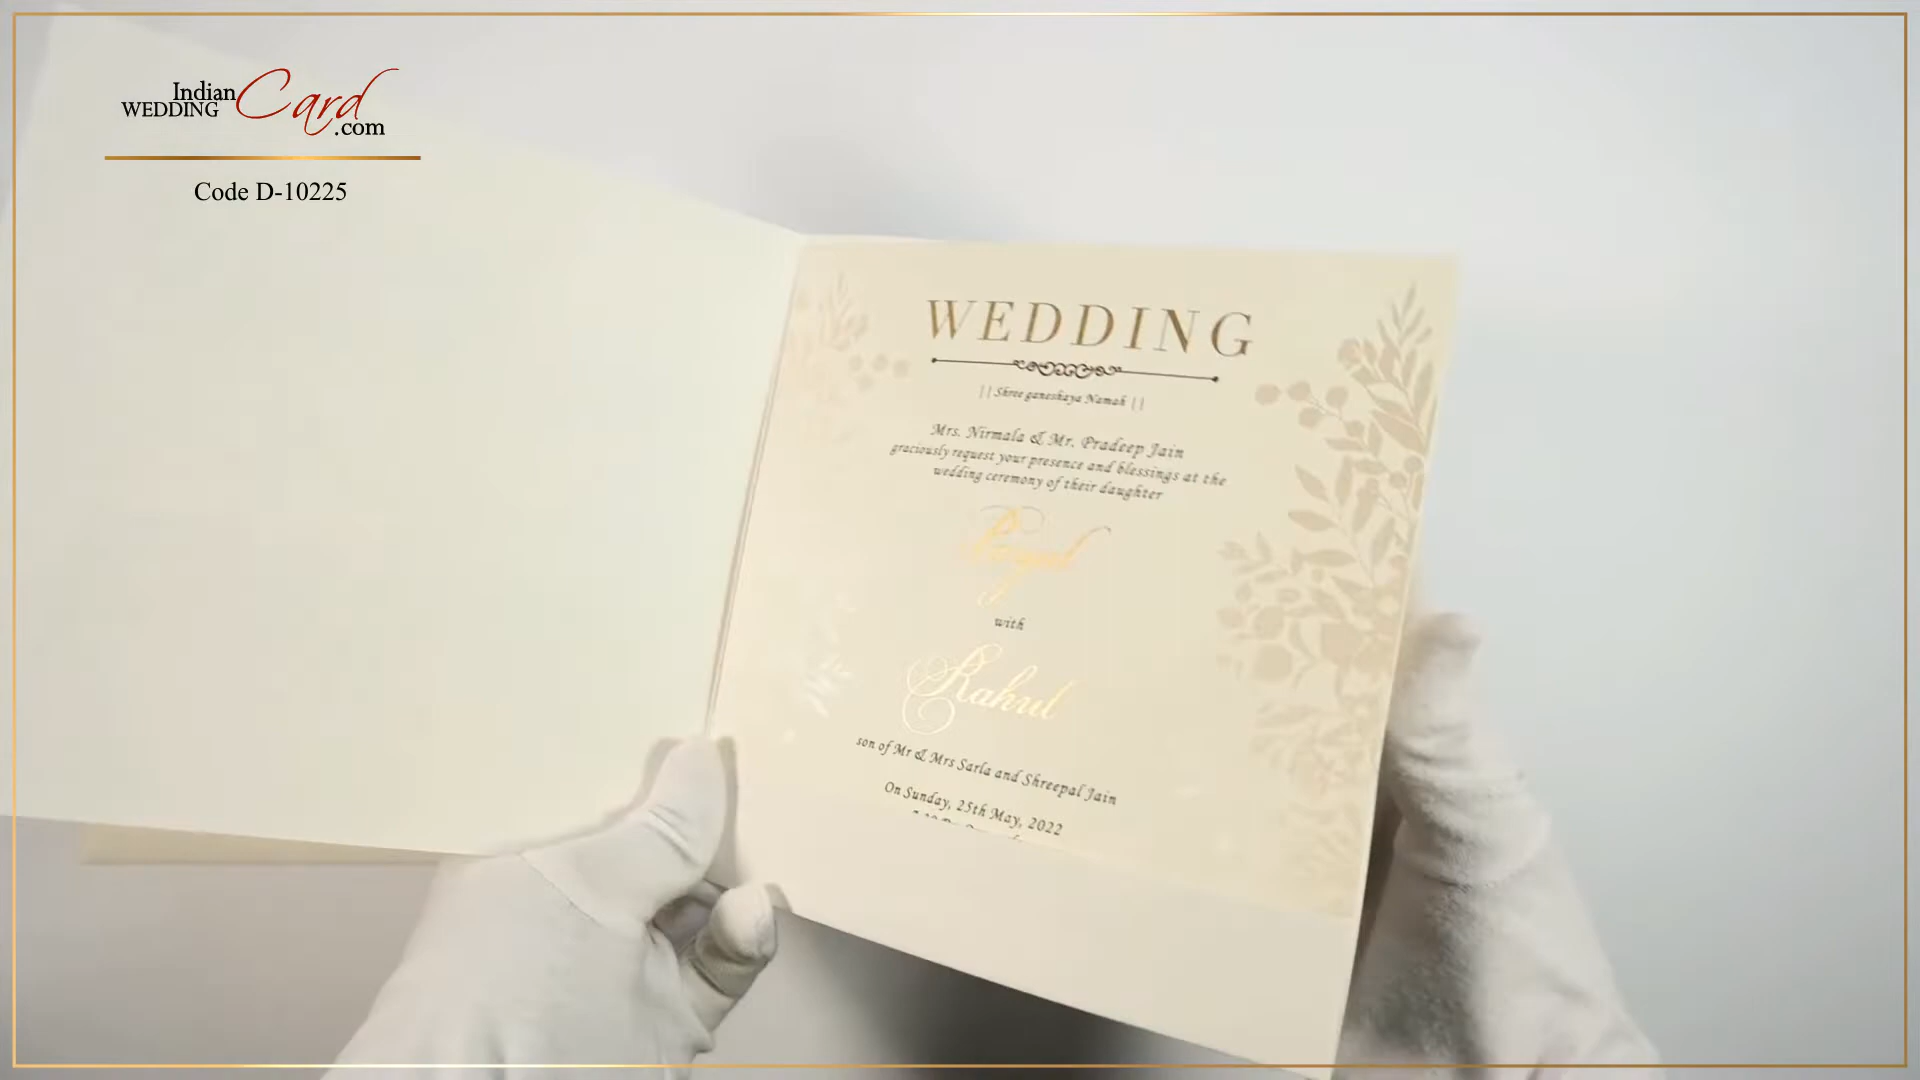 Indian
WEDDING Card
.com
Code D-10225
WEDDING
|| Shree ganeshaya Namah ||
Mrs. Nirmala & Mr. Pradeep Jain
graciously request your presence and blessings at the
wedding ceremony of their daughter
Payal
with
Rahul
son of Mr & Mrs Sarla and Shreepal Jain
On Sunday, 25th May, 2022